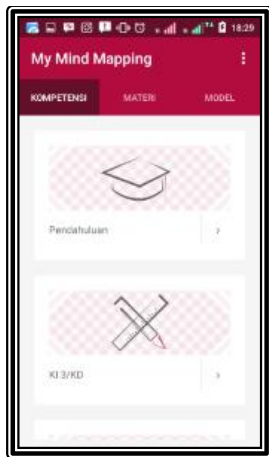 18:29
My Mind Mapping
KOMPETENSI MATERI MODEL
Pendahuluan
KI 3/KD